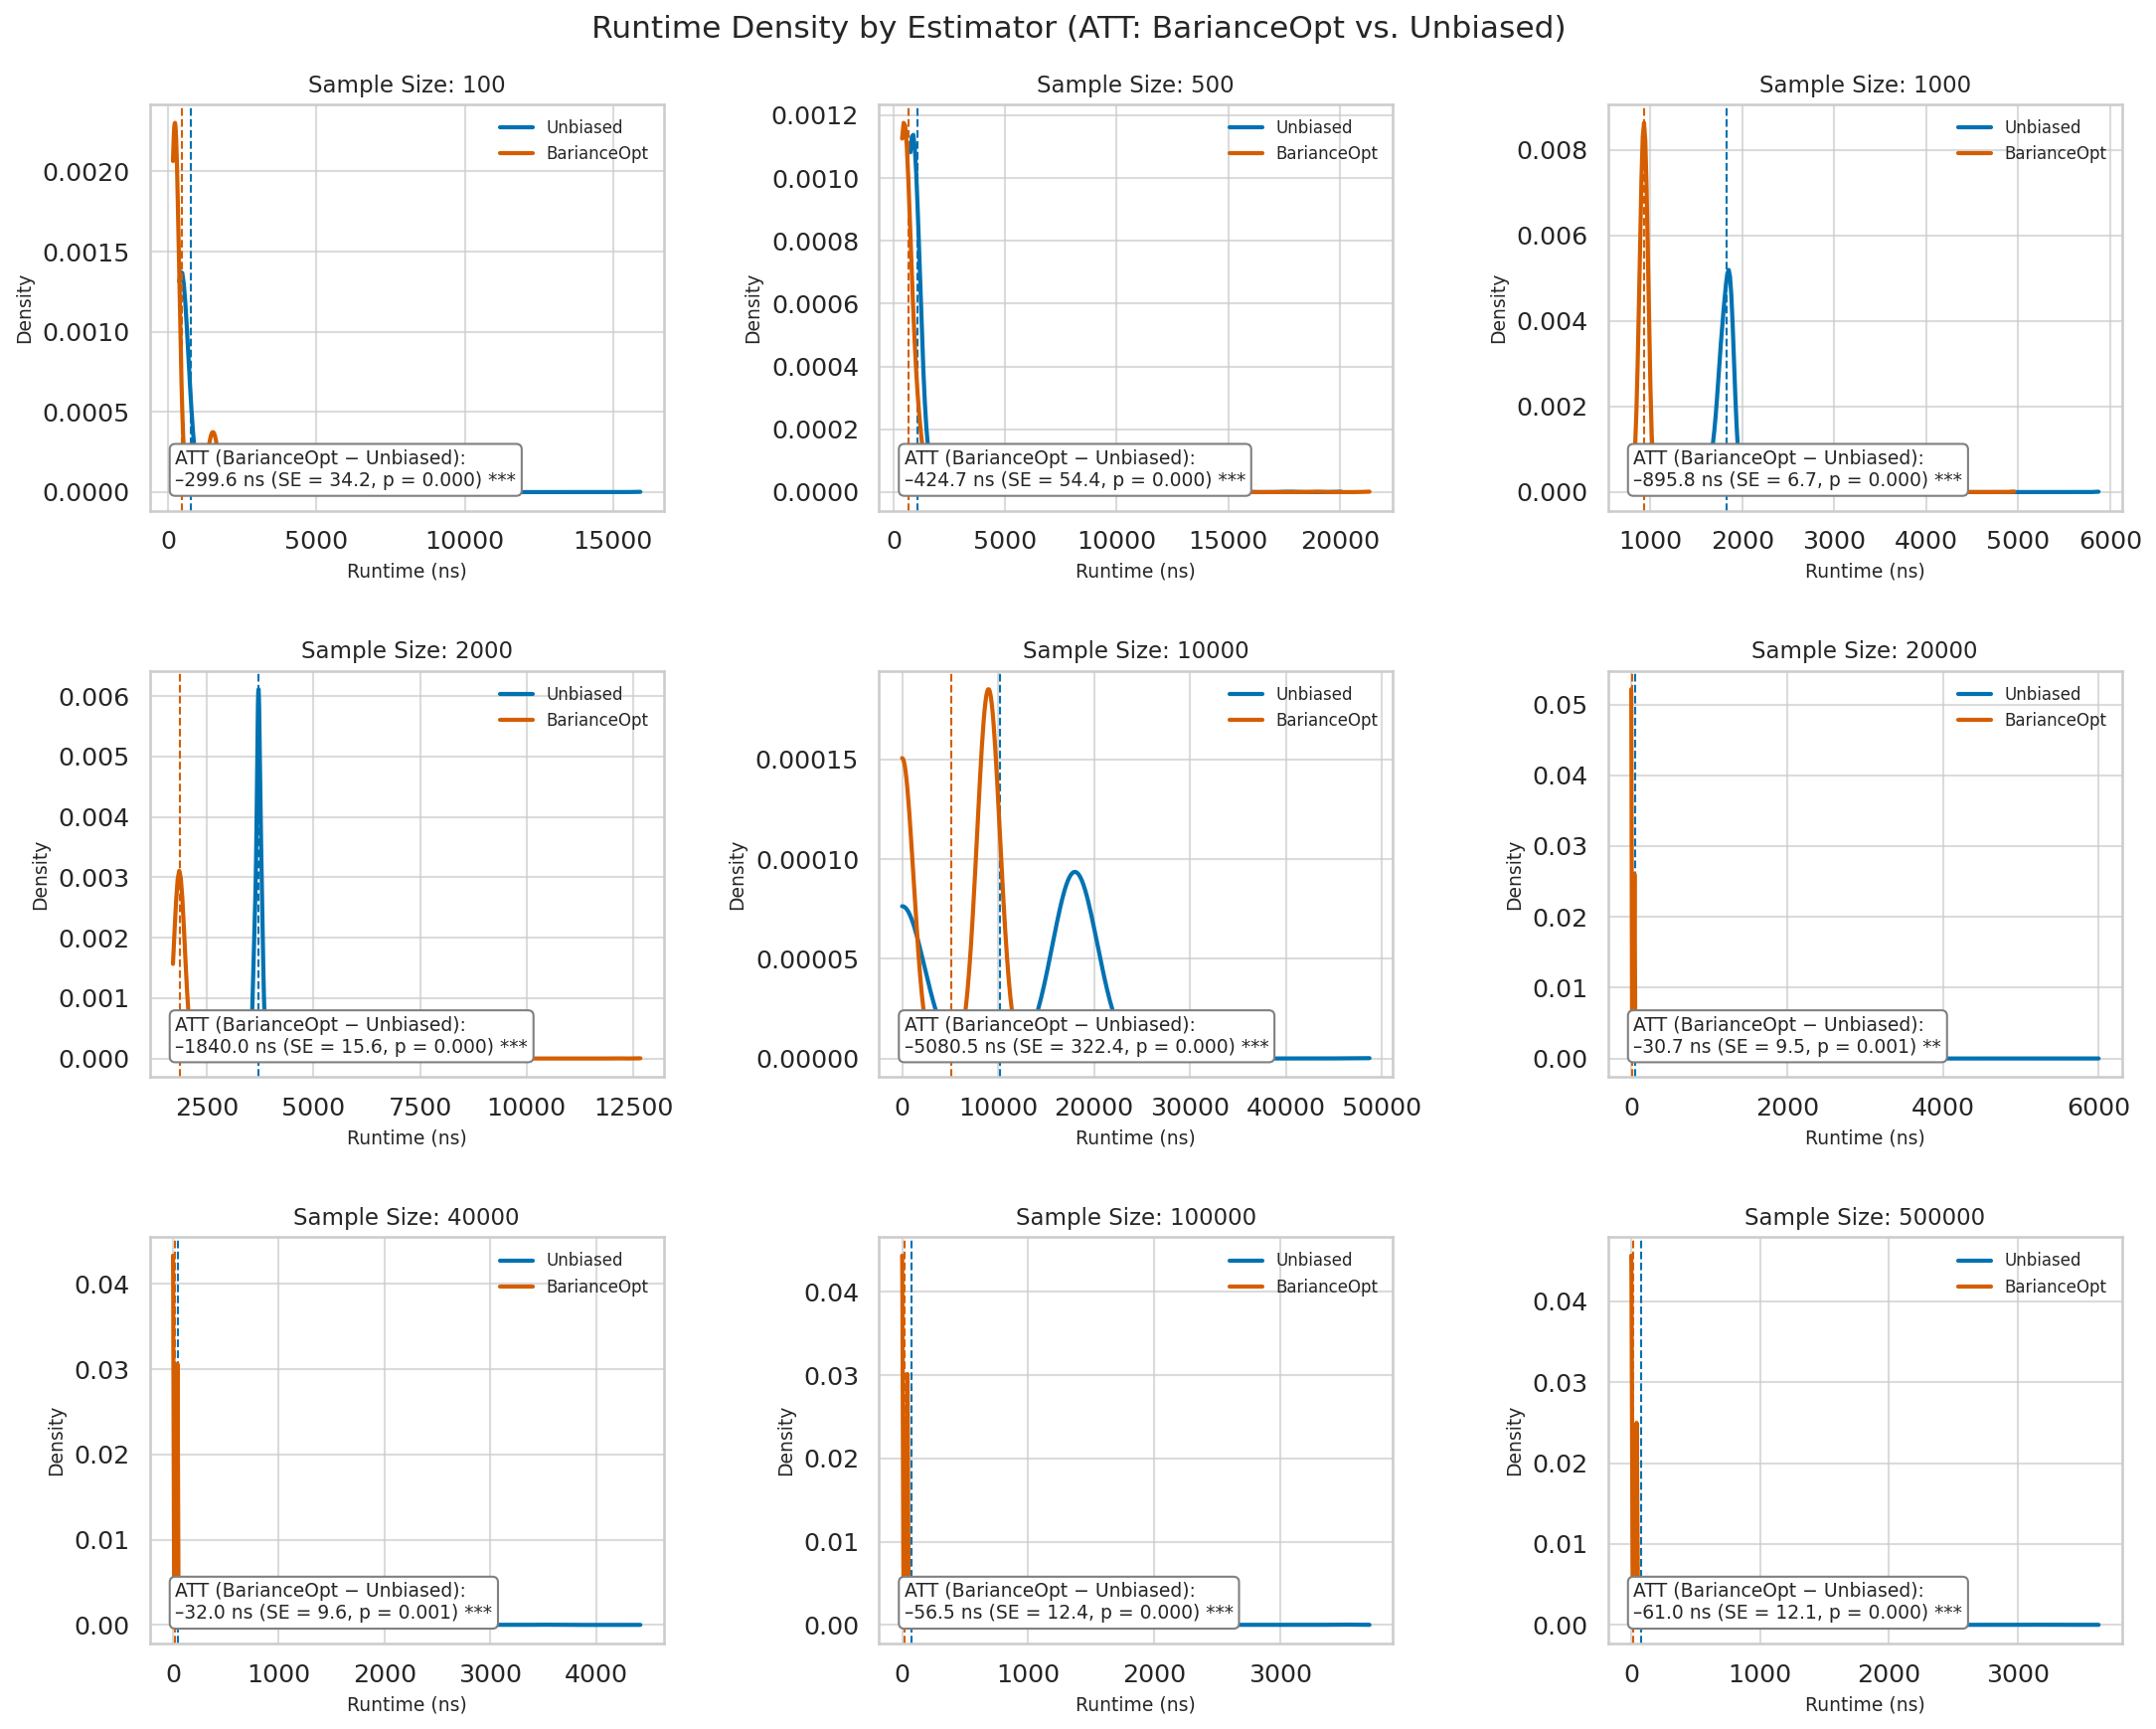 Runtime Density by Estimator (ATT: BarianceOpt vs. Unbiased)
Sample Size: 100
Density
0.0020
0.0015
0.0010
0.0005
0.0000
Unbiased
BarianceOpt
ATT (BarianceOpt − Unbiased):
–299.6 ns (SE = 34.2, p = 0.000) ***
0 5000 10000 15000
Runtime (ns)
Sample Size: 500
Density
0.0012
0.0010
0.0008
0.0006
0.0004
0.0002
0.0000
Unbiased
BarianceOpt
ATT (BarianceOpt − Unbiased):
–424.7 ns (SE = 54.4, p = 0.000) ***
0 5000 10000 15000 20000
Runtime (ns)
Sample Size: 1000
Density
0.008
0.006
0.004
0.002
0.000
Unbiased
BarianceOpt
ATT (BarianceOpt − Unbiased):
–895.8 ns (SE = 6.7, p = 0.000) ***
1000 2000 3000 4000 5000 6000
Runtime (ns)
Sample Size: 2000
Density
0.006
0.005
0.004
0.003
0.002
0.001
0.000
Unbiased
BarianceOpt
ATT (BarianceOpt − Unbiased):
–1840.0 ns (SE = 15.6, p = 0.000) ***
2500 5000 7500 10000 12500
Runtime (ns)
Sample Size: 10000
Density
0.00015
0.00010
0.00005
0.00000
Unbiased
BarianceOpt
ATT (BarianceOpt − Unbiased):
–5080.5 ns (SE = 322.4, p = 0.000) ***
0 10000 20000 30000 40000 50000
Runtime (ns)
Sample Size: 20000
Density
0.05
0.04
0.03
0.02
0.01
0.00
Unbiased
BarianceOpt
ATT (BarianceOpt − Unbiased):
–30.7 ns (SE = 9.5, p = 0.001) **
0 2000 4000 6000
Runtime (ns)
Sample Size: 40000
Density
0.04
0.03
0.02
0.01
0.00
Unbiased
BarianceOpt
ATT (BarianceOpt − Unbiased):
–32.0 ns (SE = 9.6, p = 0.001) ***
0 1000 2000 3000 4000
Runtime (ns)
Sample Size: 100000
Density
0.04
0.03
0.02
0.01
0.00
Unbiased
BarianceOpt
ATT (BarianceOpt − Unbiased):
–56.5 ns (SE = 12.4, p = 0.000) ***
0 1000 2000 3000
Runtime (ns)
Sample Size: 500000
Density
0.04
0.03
0.02
0.01
0.00
Unbiased
BarianceOpt
ATT (BarianceOpt − Unbiased):
–61.0 ns (SE = 12.1, p = 0.000) ***
0 1000 2000 3000
Runtime (ns)